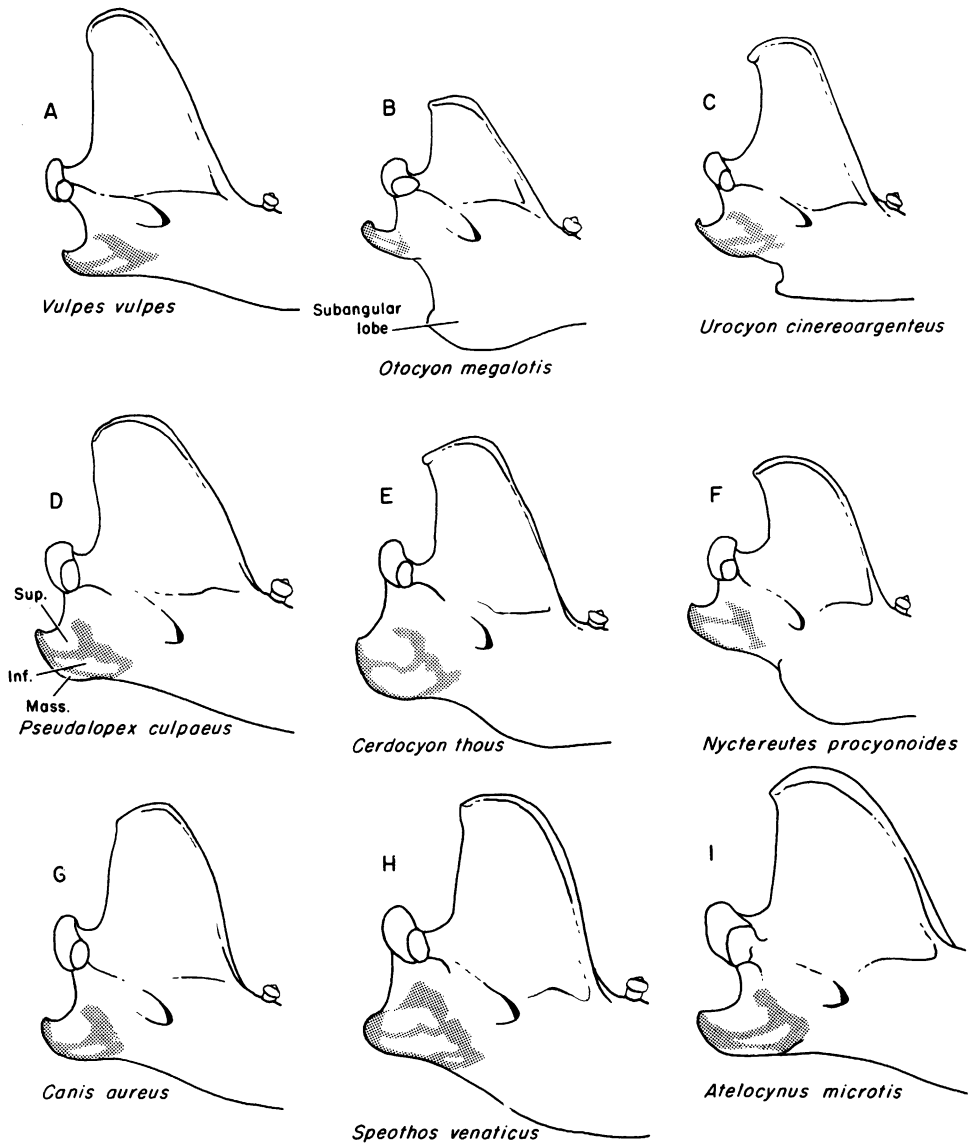 A
B
C
Vulpes vulpes
Subangular
lobe
Otocyon megalotis
Urocyon cinereoargenteus
D
E
F
Sup.
Inf.
Mass.
Pseudalopex culpaeus
Cerdocyon thous
Nyctereutes procyonoides
G
H
I
Canis aureus
Speothos venaticus
Atelocynus microtis